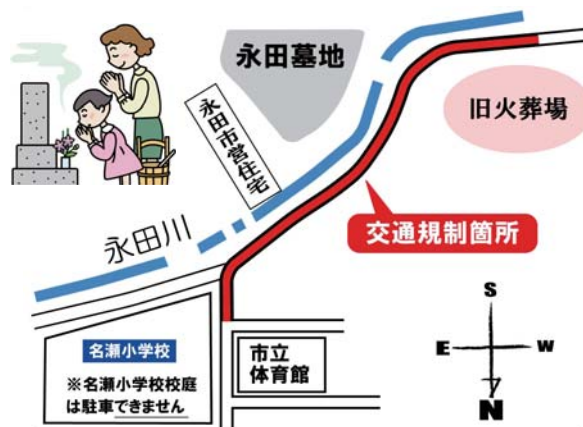 永田墓地
旧火葬場
永田市営住宅
交通規制箇所
永田川
名瀬小学校
※名瀬小学校校庭
は駐車できません
市立
体育館
S
E
W
N